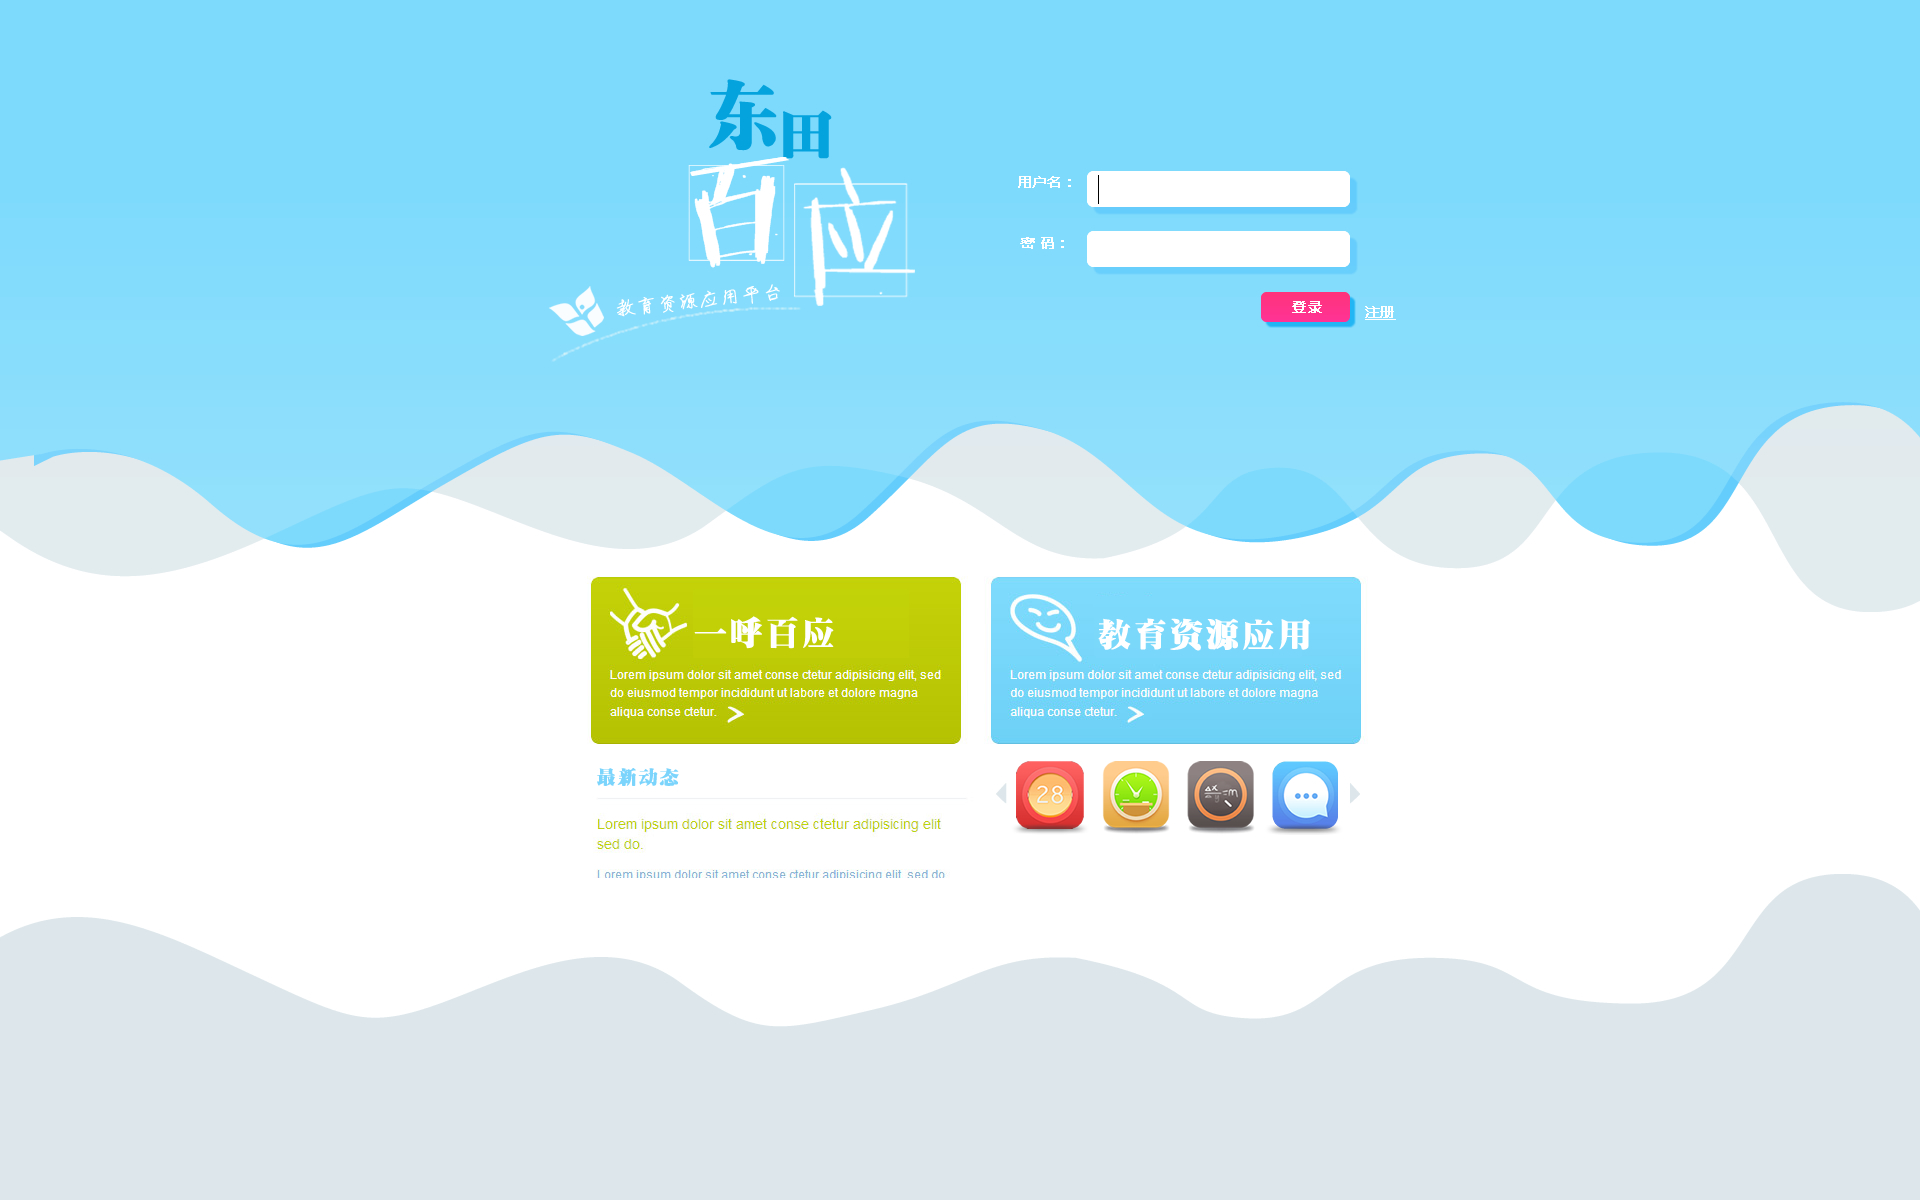 东田
百应
教育资源应用平台
用户名：
密 码：
登录 注册
一呼百应
Lorem ipsum dolor sit amet conse ctetur adipisicing elit, sed
do eiusmod tempor incididunt ut labore et dolore magna
aliqua conse ctetur.
教育资源应用
Lorem ipsum dolor sit amet conse ctetur adipisicing elit, sed
do eiusmod tempor incididunt ut labore et dolore magna
aliqua conse ctetur.
最新动态
Lorem ipsum dolor sit amet conse ctetur adipisicing elit
sed do.
Lorem ipsum dolor sit amet conse ctetur adipisicing elit, sed do
28